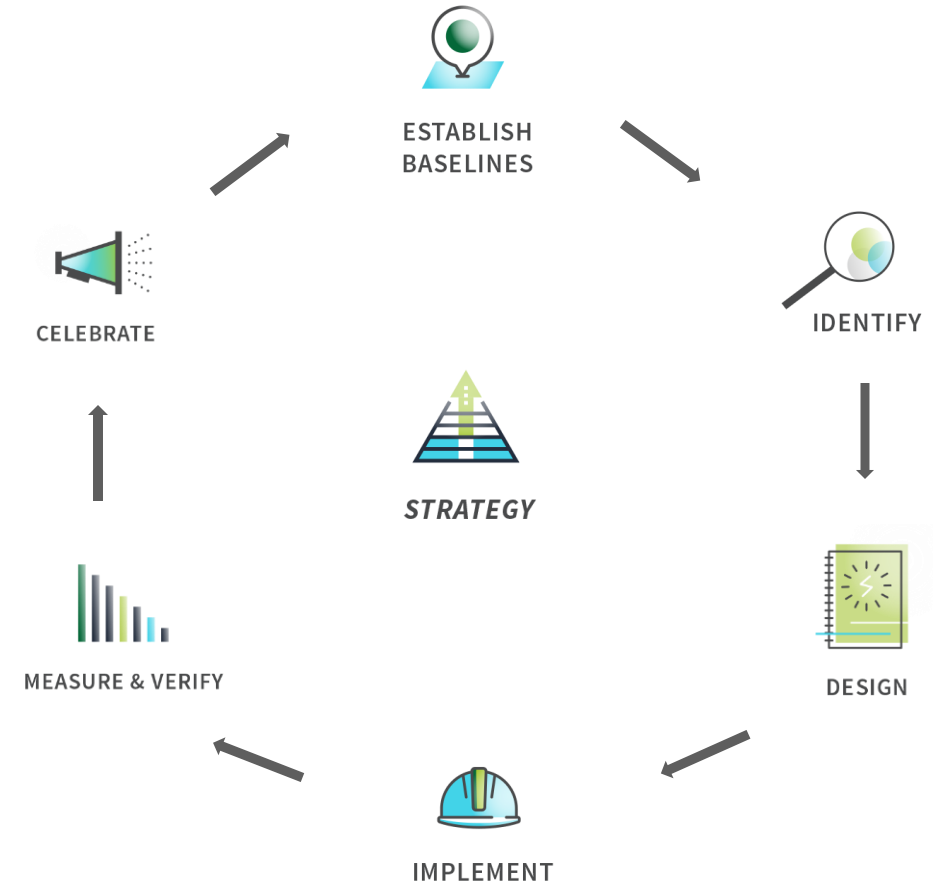 ESTABLISH
BASELINES
IDENTIFY
DESIGN
IMPLEMENT
MEASURE & VERIFY
CELEBRATE
STRATEGY